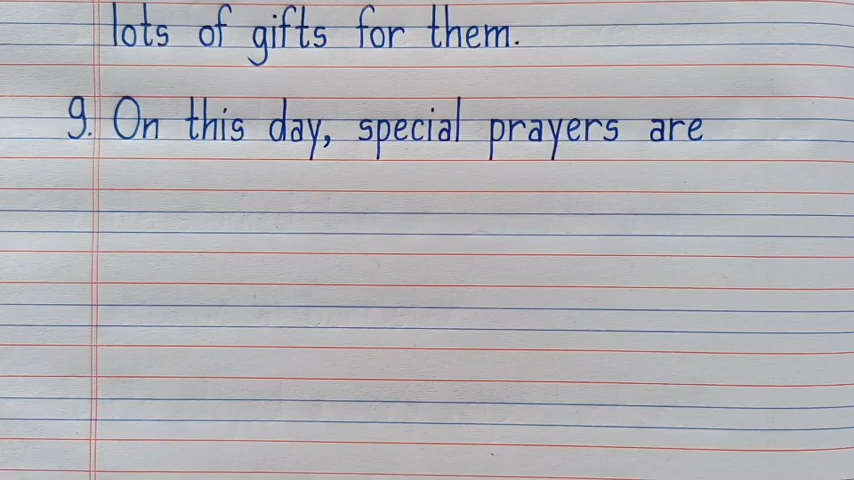 lots of gifts for them.
9. On this day, special prayers are